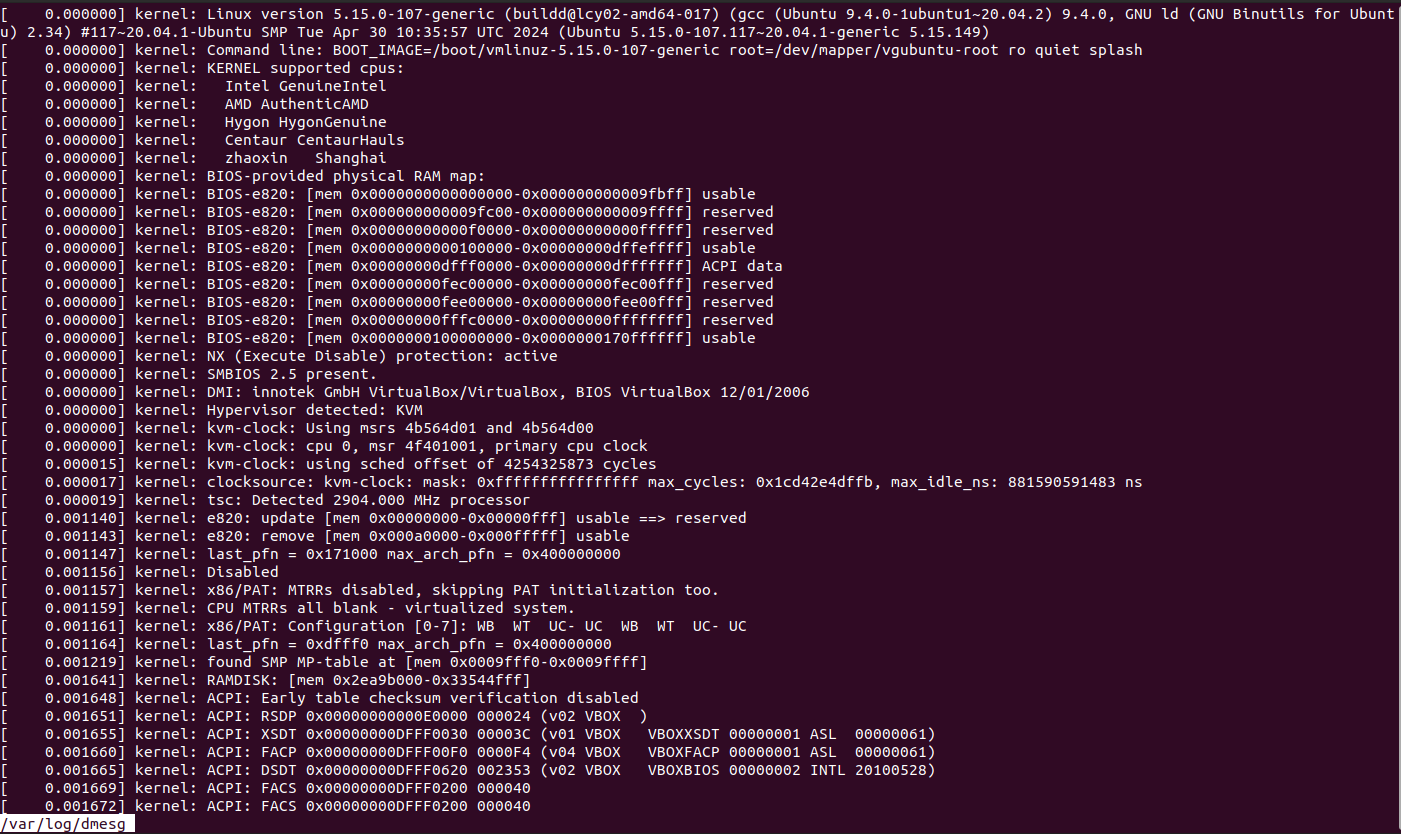 [    0.000000] kernel: Linux version 5.15.0-107-generic (buildd@lcy02-amd64-017) (gcc (Ubuntu 9.4.0-1ubuntu1~20.04.2) 9.4.0, GNU ld (GNU Binutils for Ubunt
u) 2.34) #117~20.04.1-Ubuntu SMP Tue Apr 30 10:35:57 UTC 2024 (Ubuntu 5.15.0-107.117~20.04.1-generic 5.15.149)
[    0.000000] kernel: Command line: BOOT_IMAGE=/boot/vmlinuz-5.15.0-107-generic root=/dev/mapper/vgubuntu-root ro quiet splash
[    0.000000] kernel: KERNEL supported cpus:
[    0.000000] kernel:   Intel GenuineIntel
[    0.000000] kernel:   AMD AuthenticAMD
[    0.000000] kernel:   Hygon HygonGenuine
[    0.000000] kernel:   Centaur CentaurHauls
[    0.000000] kernel:   zhaoxin   Shanghai
[    0.000000] kernel: BIOS-provided physical RAM map:
[    0.000000] kernel: BIOS-e820: [mem 0x0000000000000000-0x000000000009fbff] usable
[    0.000000] kernel: BIOS-e820: [mem 0x000000000009fc00-0x000000000009ffff] reserved
[    0.000000] kernel: BIOS-e820: [mem 0x00000000000f0000-0x00000000000fffff] reserved
[    0.000000] kernel: BIOS-e820: [mem 0x0000000000100000-0x00000000dffeffff] usable
[    0.000000] kernel: BIOS-e820: [mem 0x00000000dfff0000-0x00000000dfffffff] ACPI data
[    0.000000] kernel: BIOS-e820: [mem 0x00000000fec00000-0x00000000fec00fff] reserved
[    0.000000] kernel: BIOS-e820: [mem 0x00000000fee00000-0x00000000fee00fff] reserved
[    0.000000] kernel: BIOS-e820: [mem 0x00000000fffc0000-0x00000000ffffffff] reserved
[    0.000000] kernel: BIOS-e820: [mem 0x0000000100000000-0x0000000170ffffff] usable
[    0.000000] kernel: NX (Execute Disable) protection: active
[    0.000000] kernel: SMBIOS 2.5 present.
[    0.000000] kernel: DMI: innotek GmbH VirtualBox/VirtualBox, BIOS VirtualBox 12/01/2006
[    0.000000] kernel: Hypervisor detected: KVM
[    0.000000] kernel: kvm-clock: Using msrs 4b564d01 and 4b564d00
[    0.000000] kernel: kvm-clock: cpu 0, msr 4f401001, primary cpu clock
[    0.000015] kernel: kvm-clock: using sched offset of 4254325873 cycles
[    0.000017] kernel: clocksource: kvm-clock: mask: 0xffffffffffffffff max_cycles: 0x1cd42e4dffb, max_idle_ns: 881590591483 ns
[    0.000019] kernel: tsc: Detected 2904.000 MHz processor
[    0.001140] kernel: e820: update [mem 0x00000000-0x00000fff] usable ==> reserved
[    0.001143] kernel: e820: remove [mem 0x000a0000-0x000fffff] usable
[    0.001147] kernel: last_pfn = 0x171000 max_arch_pfn = 0x400000000
[    0.001156] kernel: Disabled
[    0.001157] kernel: x86/PAT: MTRRs disabled, skipping PAT initialization too.
[    0.001159] kernel: CPU MTRRs all blank - virtualized system.
[    0.001161] kernel: x86/PAT: Configuration [0-7]: WB  WT  UC- UC  WB  WT  UC- UC
[    0.001164] kernel: last_pfn = 0xdfff0 max_arch_pfn = 0x400000000
[    0.001219] kernel: found SMP MP-table at [mem 0x0009fff0-0x0009ffff]
[    0.001641] kernel: RAMDISK: [mem 0x2ea9b000-0x33544fff]
[    0.001648] kernel: ACPI: Early table checksum verification disabled
[    0.001651] kernel: ACPI: RSDP 0x00000000000E0000 000024 (v02 VBOX  )
[    0.001655] kernel: ACPI: XSDT 0x00000000DFFF0030 00003C (v01 VBOX   VBOXXSDT 00000001 ASL  00000061)
[    0.001660] kernel: ACPI: FACP 0x00000000DFFF00F0 0000F4 (v04 VBOX   VBOXFACP 00000001 ASL  00000061)
[    0.001665] kernel: ACPI: DSDT 0x00000000DFFF0620 002353 (v02 VBOX   VBOXBIOS 00000002 INTL 20100528)
[    0.001669] kernel: ACPI: FACS 0x00000000DFFF0200 000040
[    0.001672] kernel: ACPI: FACS 0x00000000DFFF0200 000040
/var/log/dmesg